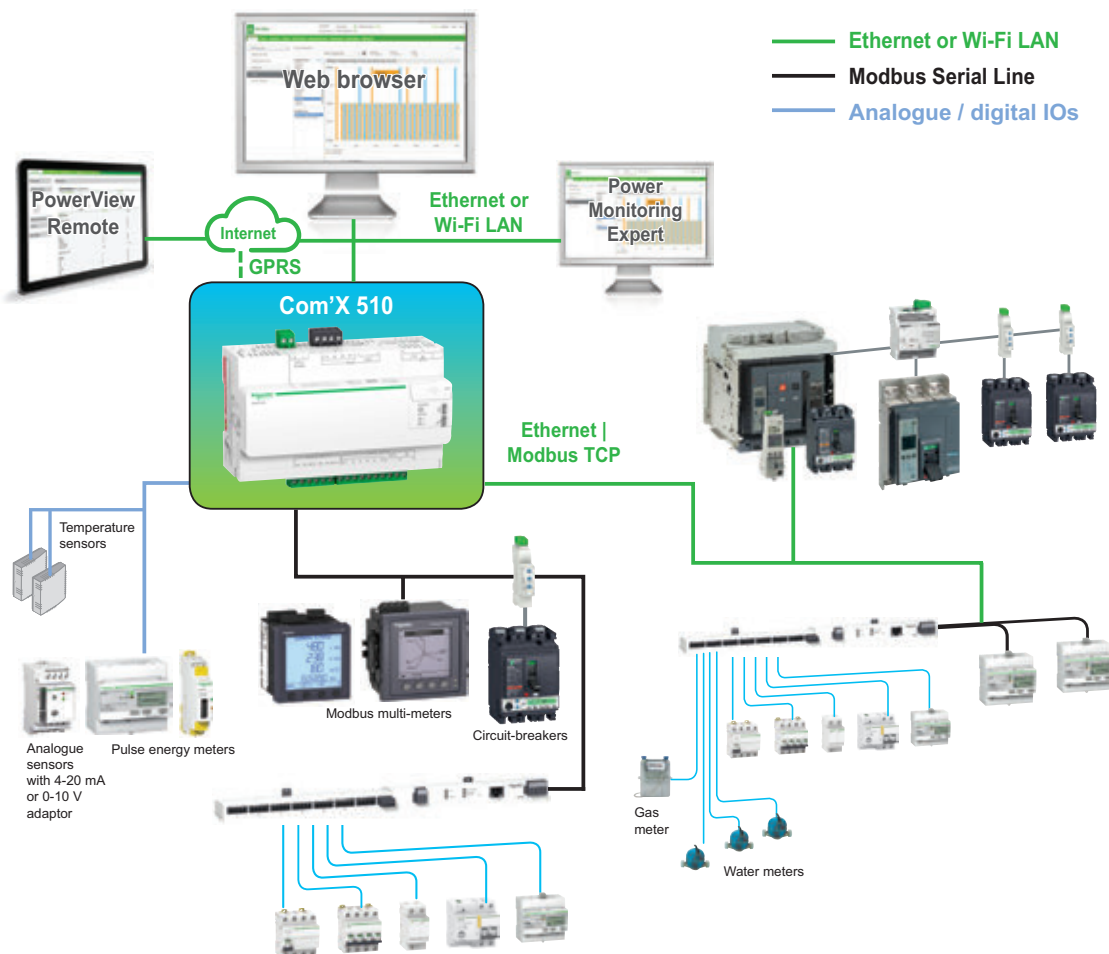 Web browser
Ethernet or Wi-Fi LAN
Modbus Serial Line
Analogue / digital IOs
PowerView
Remote
Internet
GPRS
Ethernet or
Wi-Fi LAN
Power
Monitoring
Expert
Com'X 510
Ethernet |
Modbus TCP
Temperature
sensors
Analogue
sensors
with 4-20 mA
or 0-10 V
adaptor
Pulse energy meters
Modbus multi-meters
Circuit-breakers
Gas
meter
Water meters